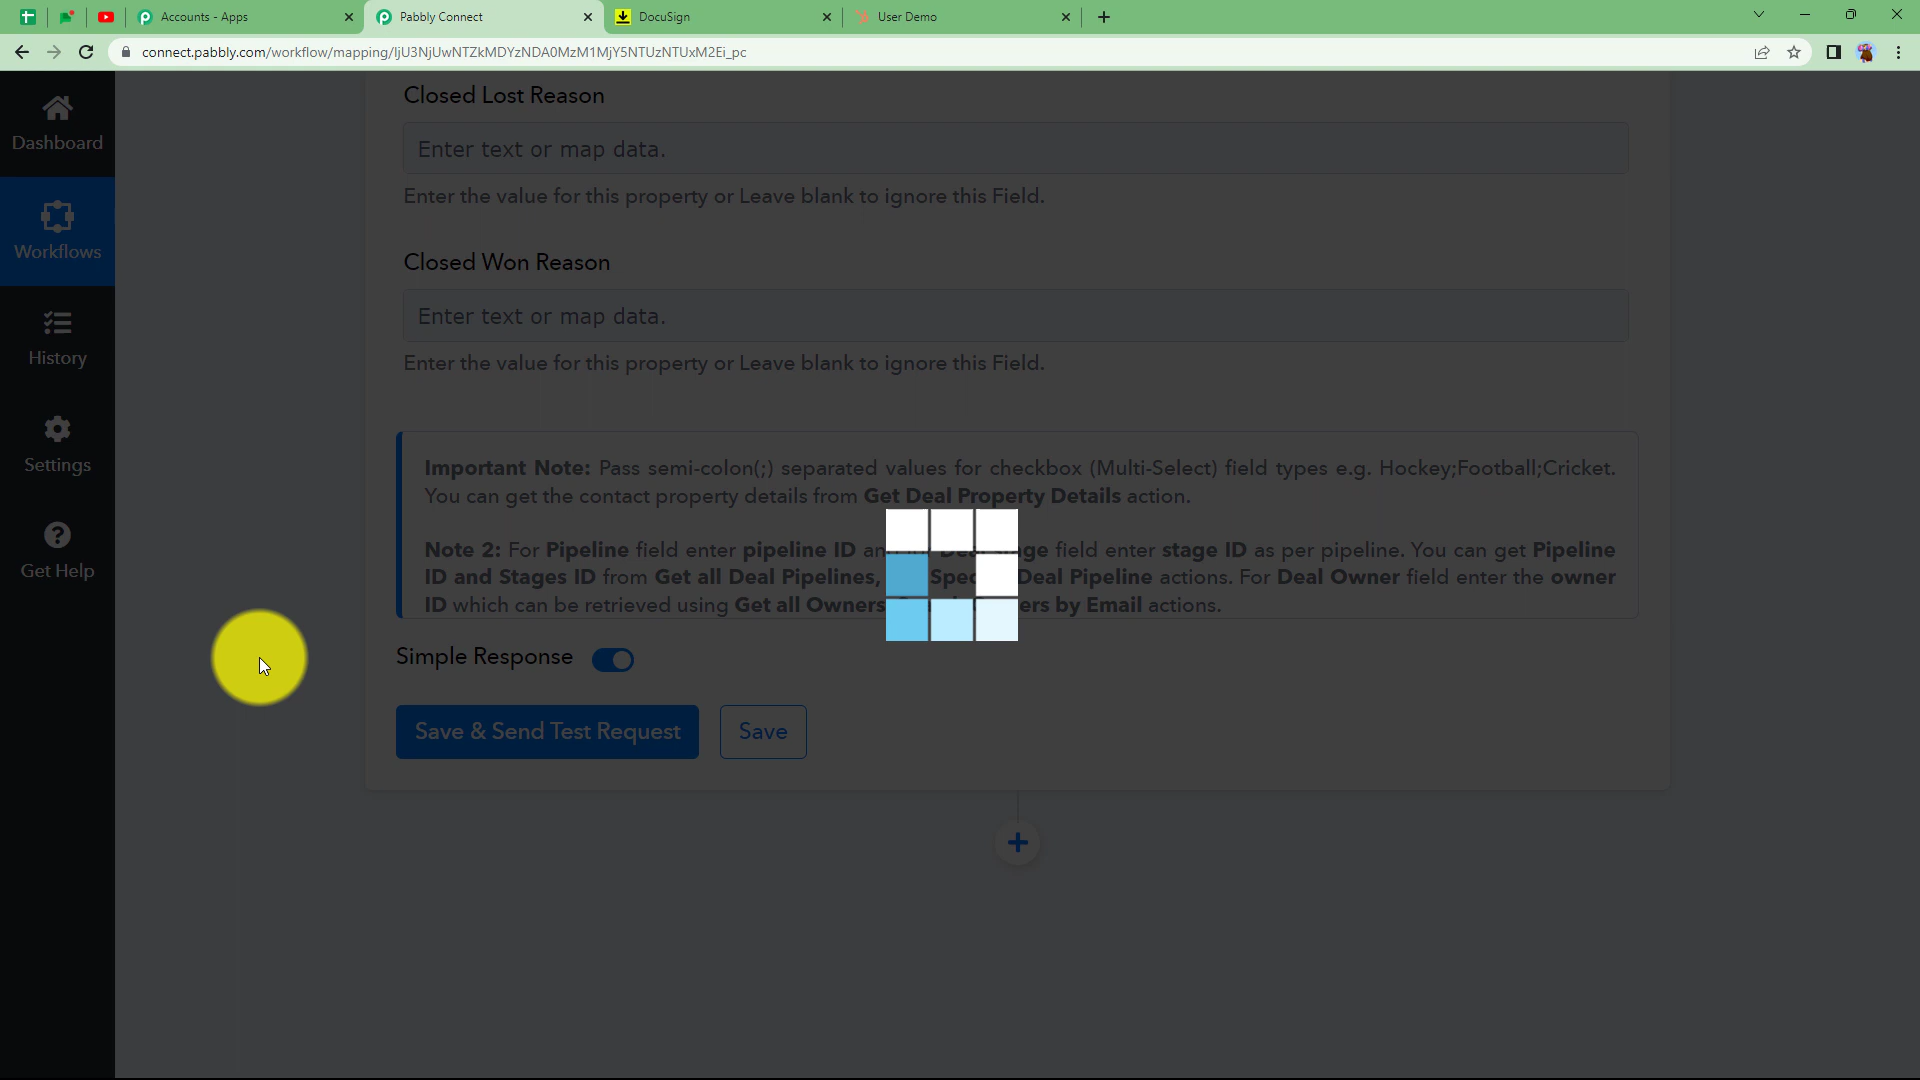 Accounts - Apps
Pabbly Connect
DocuSign
User Demo
connect.pabbly.com/workflow/mapping/IjU3NjUwNTZkMDYzNDA0MzM1MjY5NTUzNTUxM2Ei_pc
Dashboard
Workflows
History
Settings
Get Help
Closed Lost Reason
Enter text or map data.
Enter the value for this property or Leave blank to ignore this Field.
Closed Won Reason
Enter text or map data.
Enter the value for this property or Leave blank to ignore this Field.
Important Note: Pass semi-colon(;) separated values for checkbox (Multi-Select) field types e.g. Hockey;Football;Cricket.
You can get the contact property details from Get Deal Property Details action.
Note 2: For Pipeline field enter pipeline ID field enter stage ID as per pipeline. You can get Pipeline
ID and Stages ID from Get all Deal Pipelines, Deal Pipeline actions. For Deal Owner field enter the owner
ID which can be retrieved using Get all Owners by Email actions.
Simple Response
Save & Send Test Request
Save